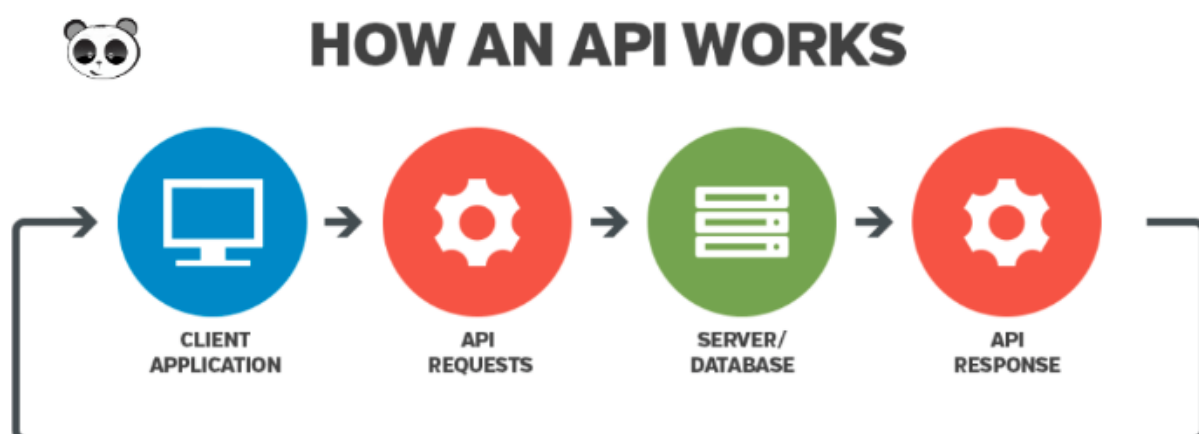 HOW AN API WORKS
CLIENT
APPLICATION
API
REQUESTS
SERVER/
DATABASE
API
RESPONSE